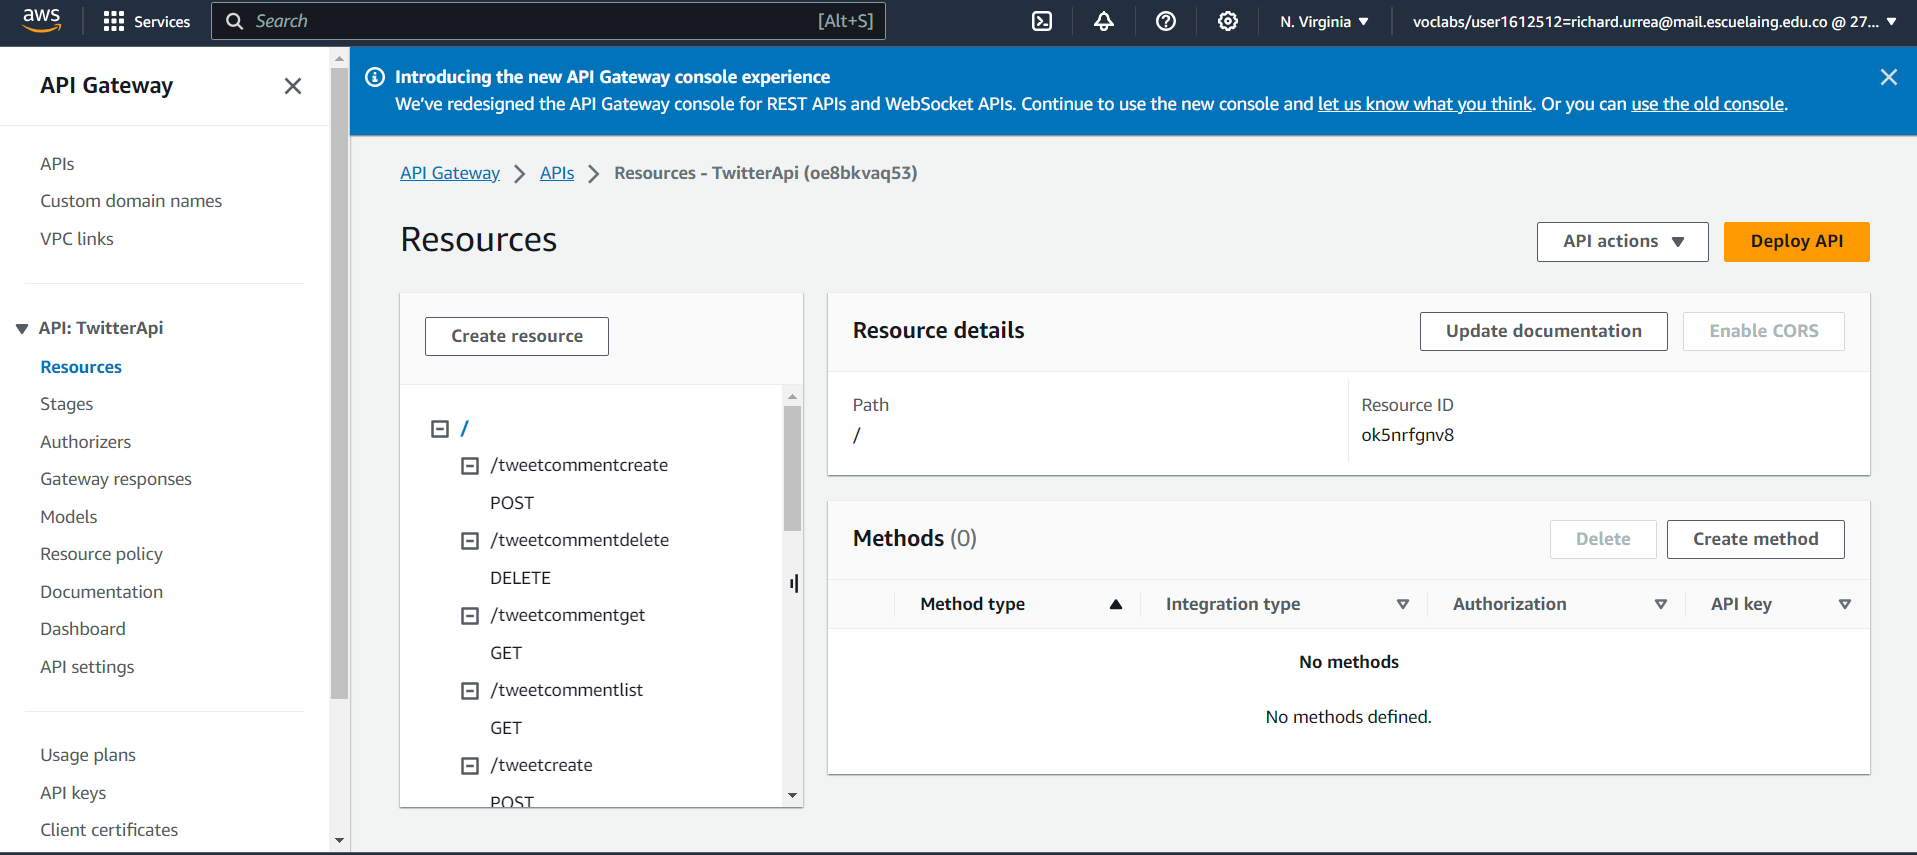 aws
Services
Search
[Alt+S]
N. Virginia
voclabs/user1612512=richard.urrea@mail.escuelaing.edu.co @ 27...
API Gateway
APIs
Custom domain names
VPC links
API: TwitterApi
Resources
Stages
Authorizers
Gateway responses
Models
Resource policy
Documentation
Dashboard
API settings
Usage plans
API keys
Client certificates
Introducing the new API Gateway console experience
We've redesigned the API Gateway console for REST APIs and WebSocket APIs. Continue to use the new console and let us know what you think. Or you can use the old console.
API Gateway > APIs > Resources - TwitterApi (oe8bkvaq53)
Resources
API actions
Deploy API
Create resource
/
/tweetcommentcreate
POST
/tweetcommentdelete
DELETE
/tweetcommentget
GET
/tweetcommentlist
GET
/tweetcreate
POST
Resource details
Update documentation
Enable CORS
Path
/
Resource ID
ok5nrfgnv8
Methods (0)
Delete
Create method
Method type
Integration type
Authorization
API key
No methods
No methods defined.